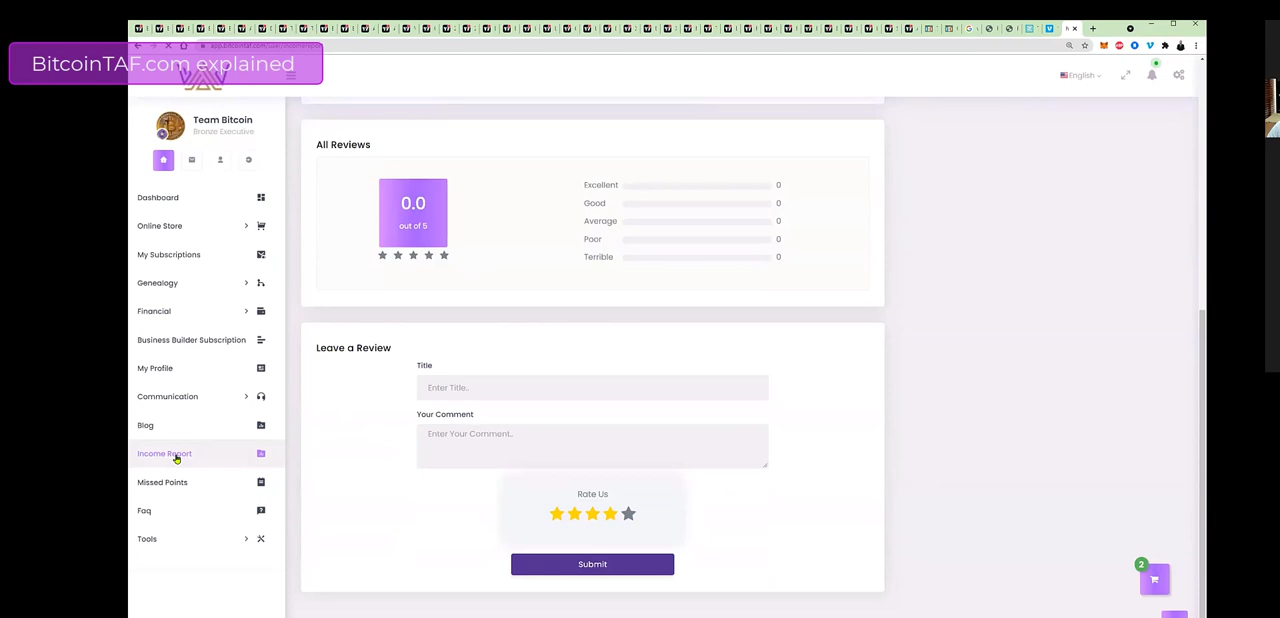 BitcoinTAF.com explained
English
Team Bitcoin
Bronze Executive
Dashboard
Online Store
My Subscriptions
Genealogy
Financial
Business Builder Subscription
My Profile
Communication
Blog
Income Report
Missed Points
Faq
Tools
All Reviews
0.0
out of 5
Excellent 0
Good 0
Average 0
Poor 0
Terrible 0
Leave a Review
Title
Enter Title..
Your Comment
Enter Your Comment..
Rate Us
Submit
2